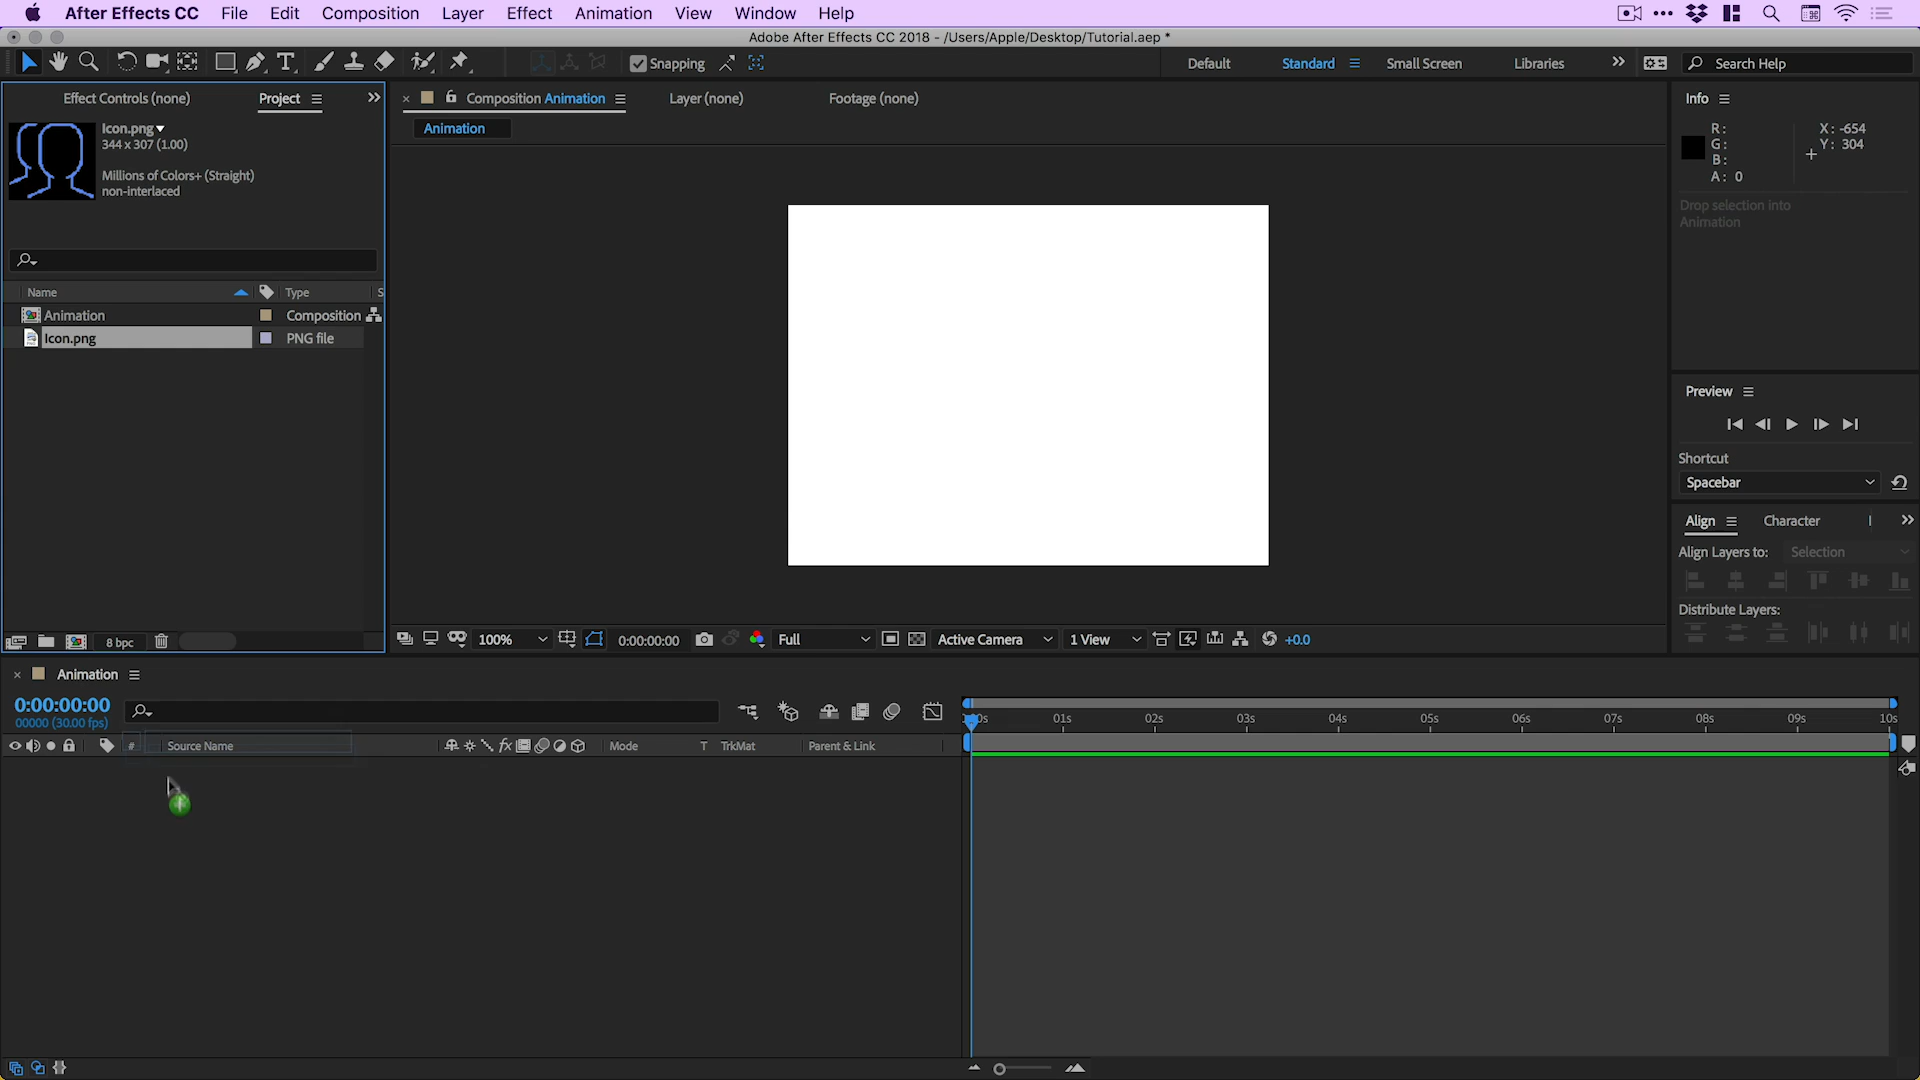 After Effects CC File Edit Composition Layer Effect Animation View Window Help
Adobe After Effects CC 2018 - /Users/Apple/Desktop/Tutorial.aep *
Snapping Default Standard Small Screen Libraries Search Help
Effect Controls (none) Project Composition Animation Layer (none) Footage (none) Info
Icon.png
344 x 307 (1.00)
Millions of Colors+ (Straight)
non-interlaced
Animation
R: X: -654
G: Y: 304
B:
A: 0
Drop selection into
Animation
Name Type S
Animation Composition
Icon.png PNG file
Preview
Shortcut
Spacebar
Align Character
Align Layers to: Selection
Distribute Layers:
8 bpc 100% 0:00:00:00 Full Active Camera 1 View +0.0
Animation
0:00:00:00
00000 (30.00 fps)
# Source Name fx Mode T TrkMat Parent & Link
01s 02s 03s 04s 05s 06s 07s 08s 09s 10s